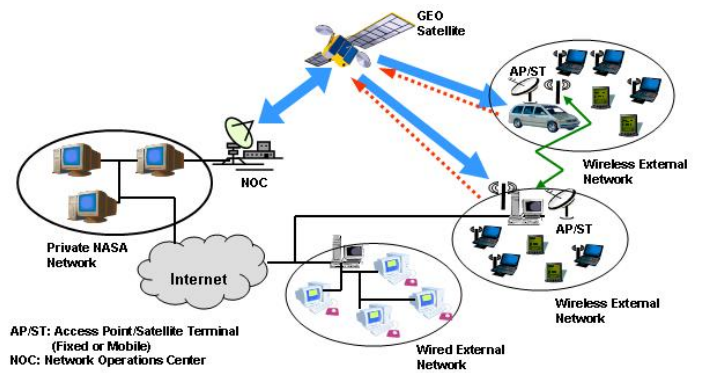 GEO
Satellite
AP/ST
Wireless External
Network
NOC
AP/ST
Private NASA
Network
Internet
Wireless External
Network
Wired External
Network
AP/ST: Access Point/Satellite Terminal
(Fixed or Mobile)
NOC: Network Operations Center